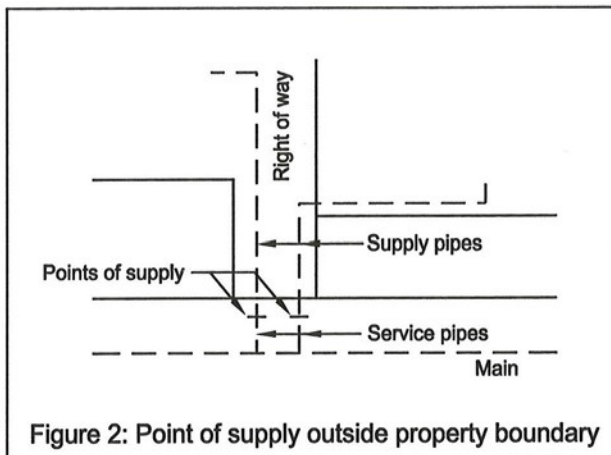 Right of way
Supply pipes
Points of supply
Service pipes
Main
Figure 2: Point of supply outside property boundary